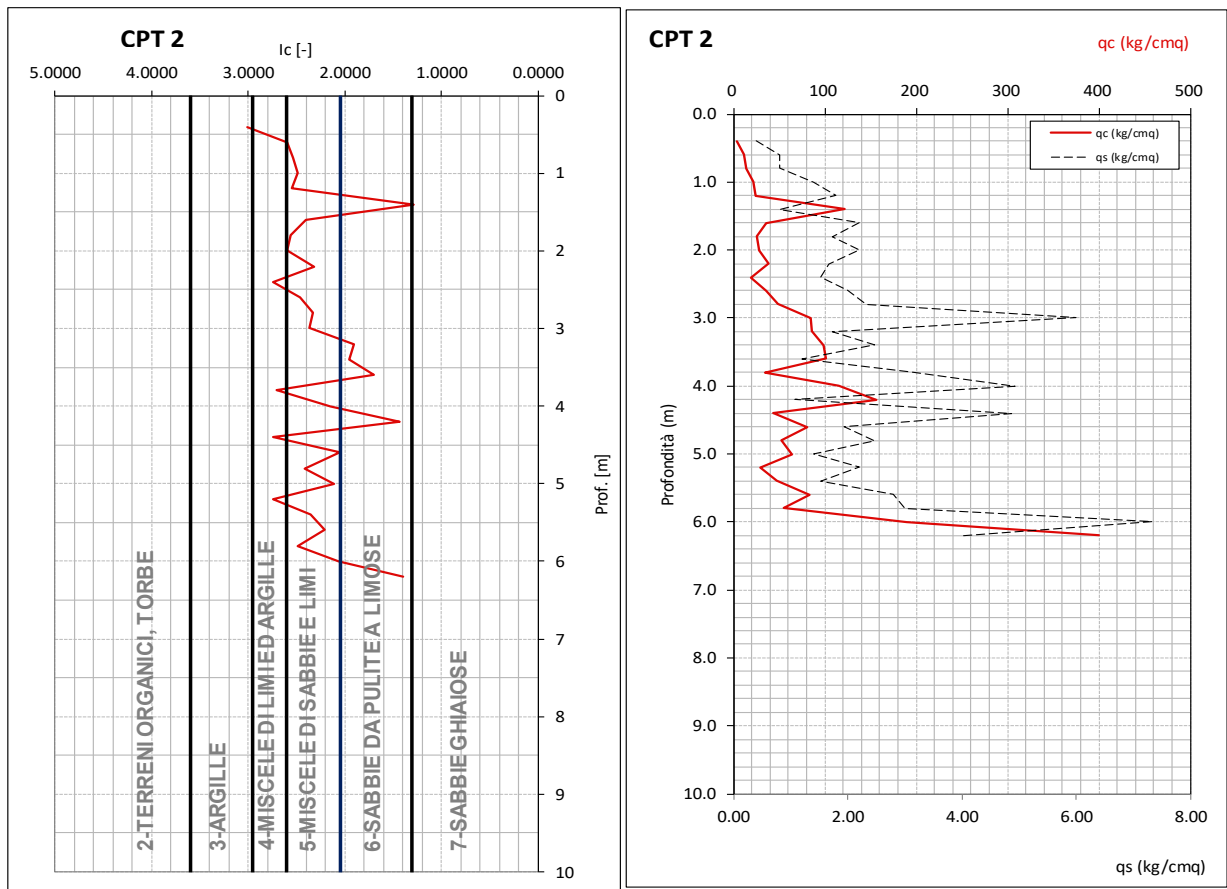 CPT 2
Ic [-]
5.0000 4.0000 3.0000 2.0000 1.0000 0.0000
0
1
2
3
4
5
6
7
8
9
10
Prof. [m]
2-TERRENI ORGANICI, TORBE
3-ARGILLE
4-MISCELE DI LIMI ED ARGILLE
5-MISCELE DI SABBIE E LIMI
6-SABBIE DA PULITE A LIMOSE
7-SABBIE GHIAIOSE
CPT 2
qc (kg/cmq)
0 100 200 300 400 500
qc (kg/cmq)
qs (kg/cmq)
0.0
1.0
2.0
3.0
4.0
5.0
6.0
7.0
8.0
9.0
10.0
Profondità (m)
0.00 2.00 4.00 6.00 8.00
qs (kg/cmq)